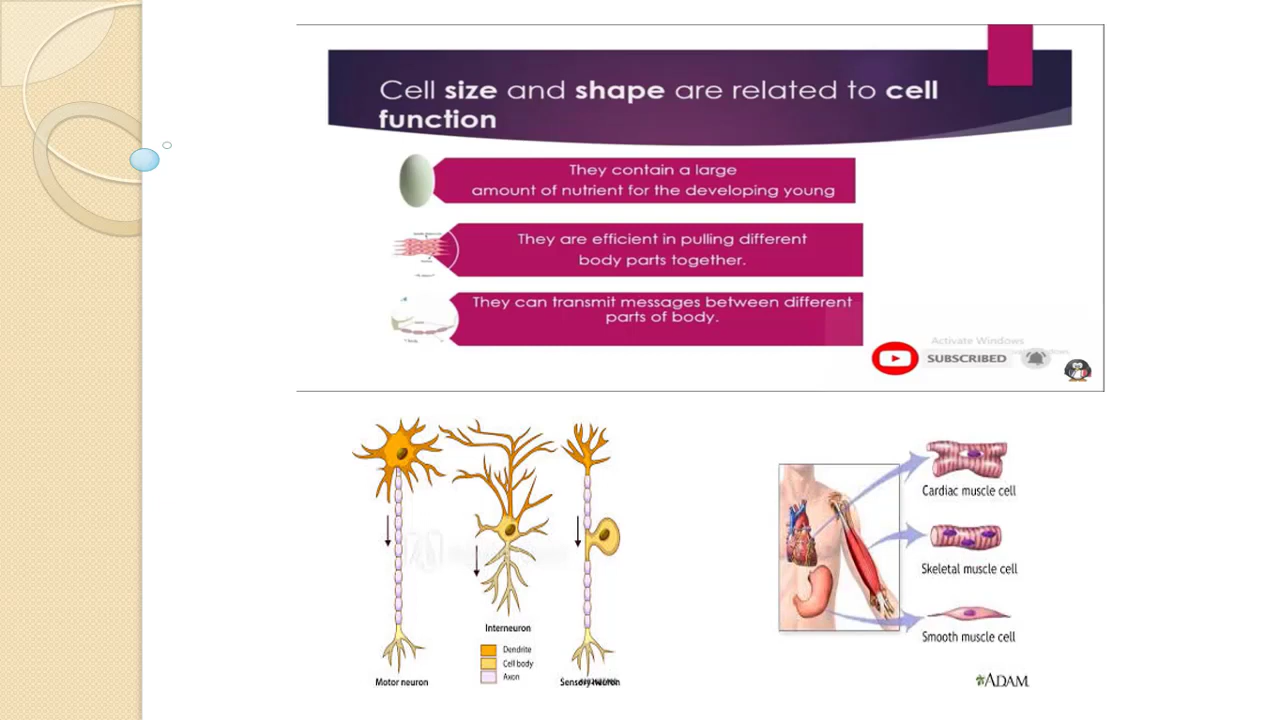 Cell size and shape are related to cell
function
They contain a large
amount of nutrient for the developing young
They are efficient in pulling different
body parts together.
They can transmit messages between different
parts of body.
Activate Windows
SUBSCRIBED
Cardiac muscle cell
Skeletal muscle cell
Smooth muscle cell
Interneuron
Dendrite
Cell body
Axon
Motor neuron
Sensory neuron
ADAM